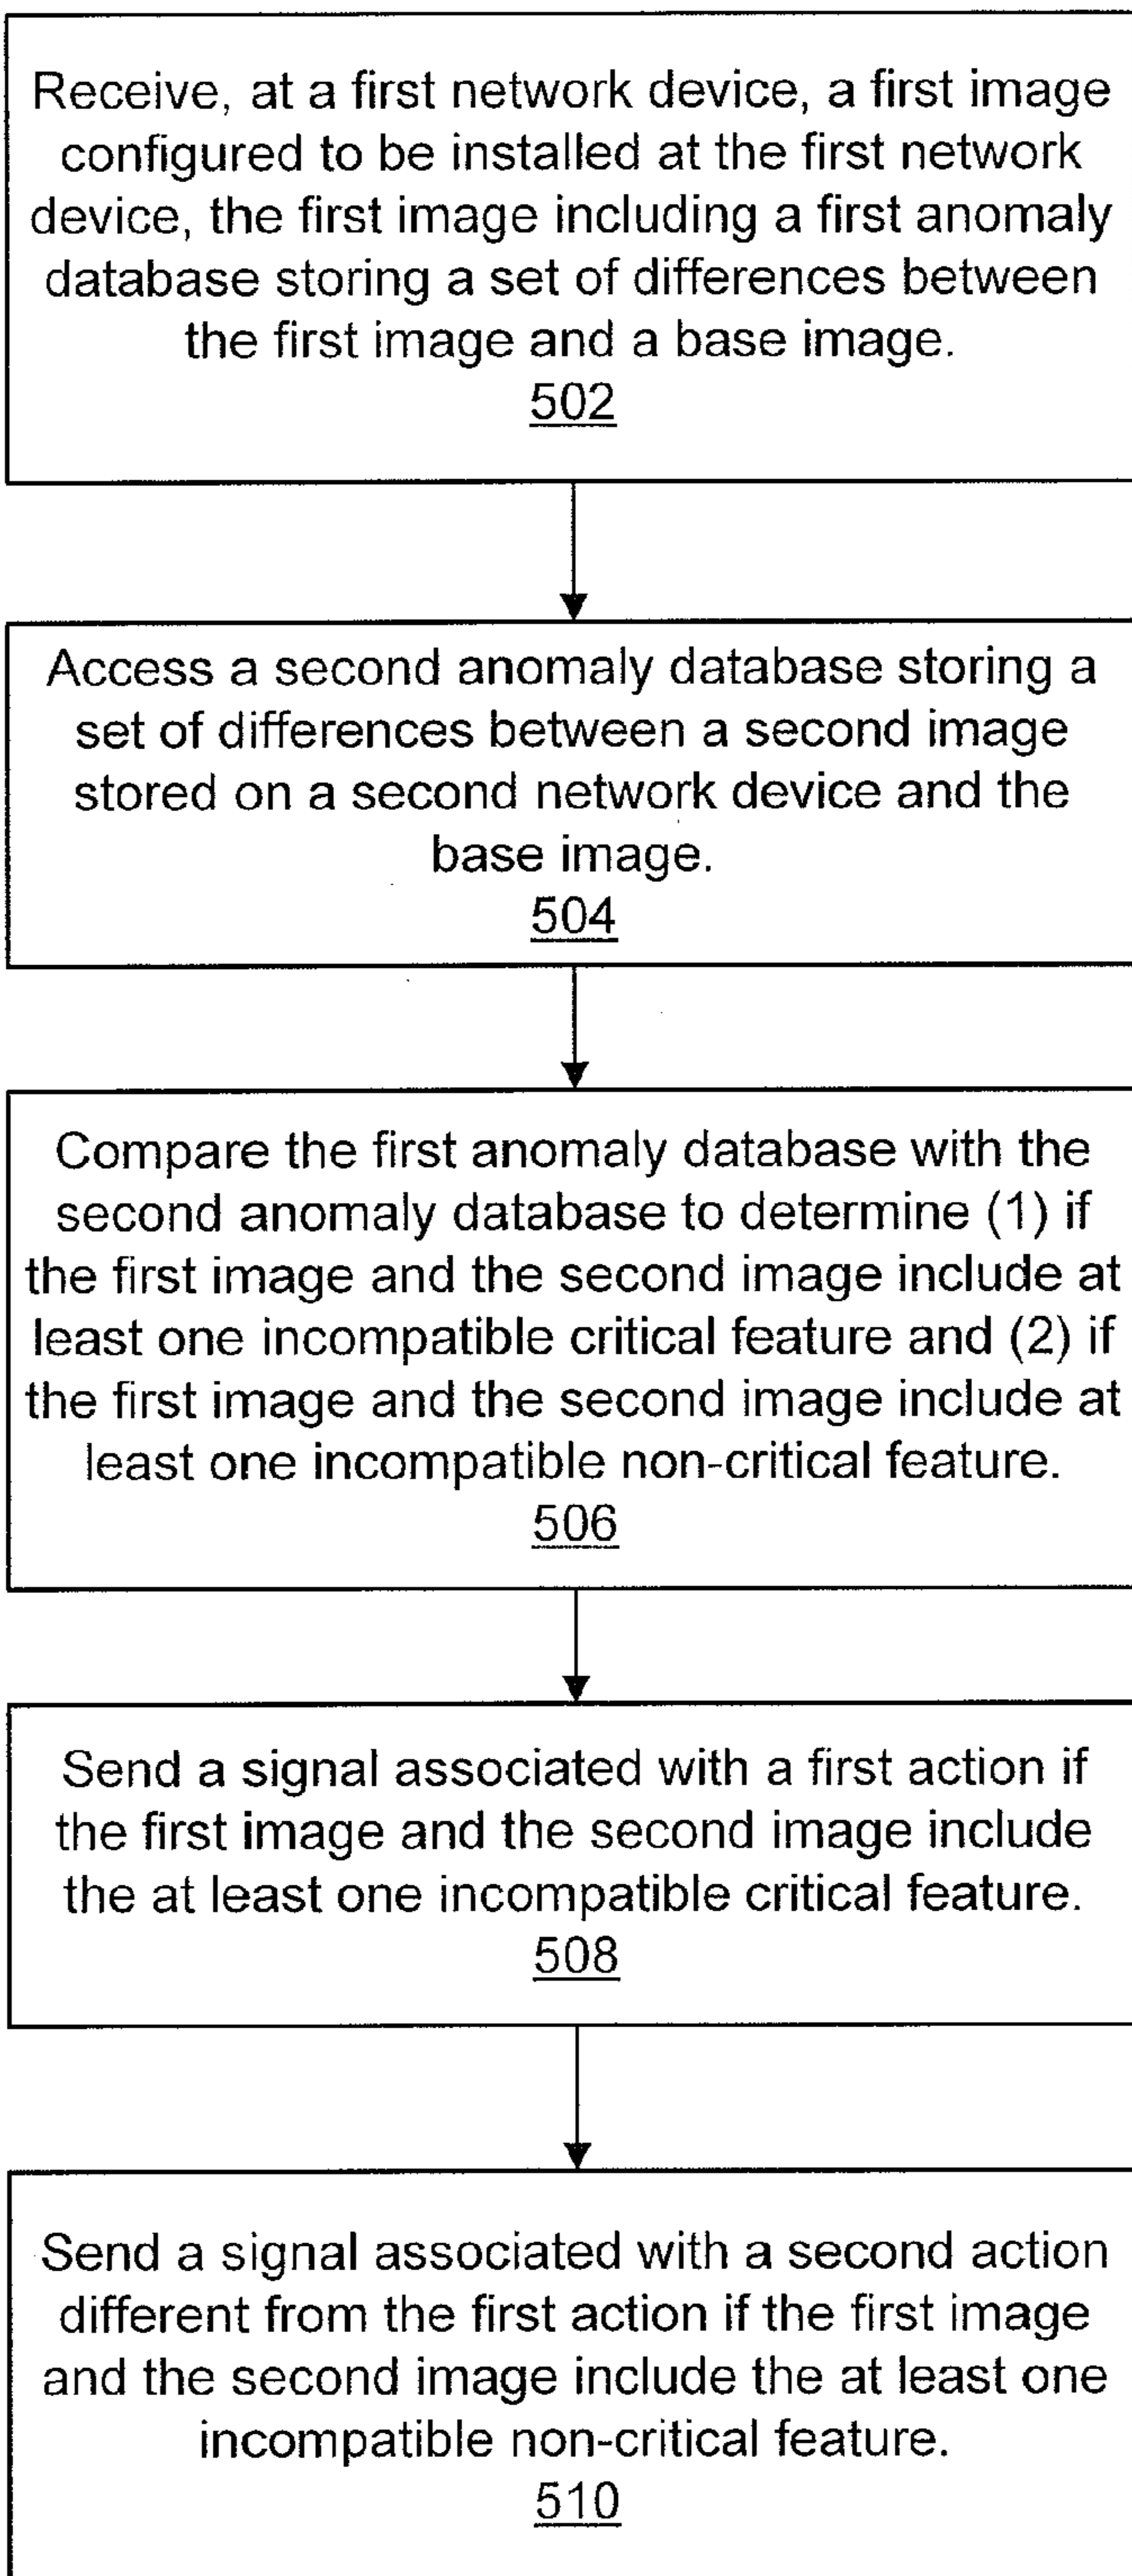 Receive, at a first network device, a first image
configured to be installed at the first network
device, the first image including a first anomaly
database storing a set of differences between
the first image and a base image.
502
Access a second anomaly database storing a
set of differences between a second image
stored on a second network device and the
base image.
504
Compare the first anomaly database with the
second anomaly database to determine (1) if
the first image and the second image include at
least one incompatible critical feature and (2) if
the first image and the second image include at
least one incompatible non-critical feature.
506
Send a signal associated with a first action if
the first image and the second image include
the at least one incompatible critical feature.
508
Send a signal associated with a second action
different from the first action if the first image
and the second image include the at least one
incompatible non-critical feature.
510